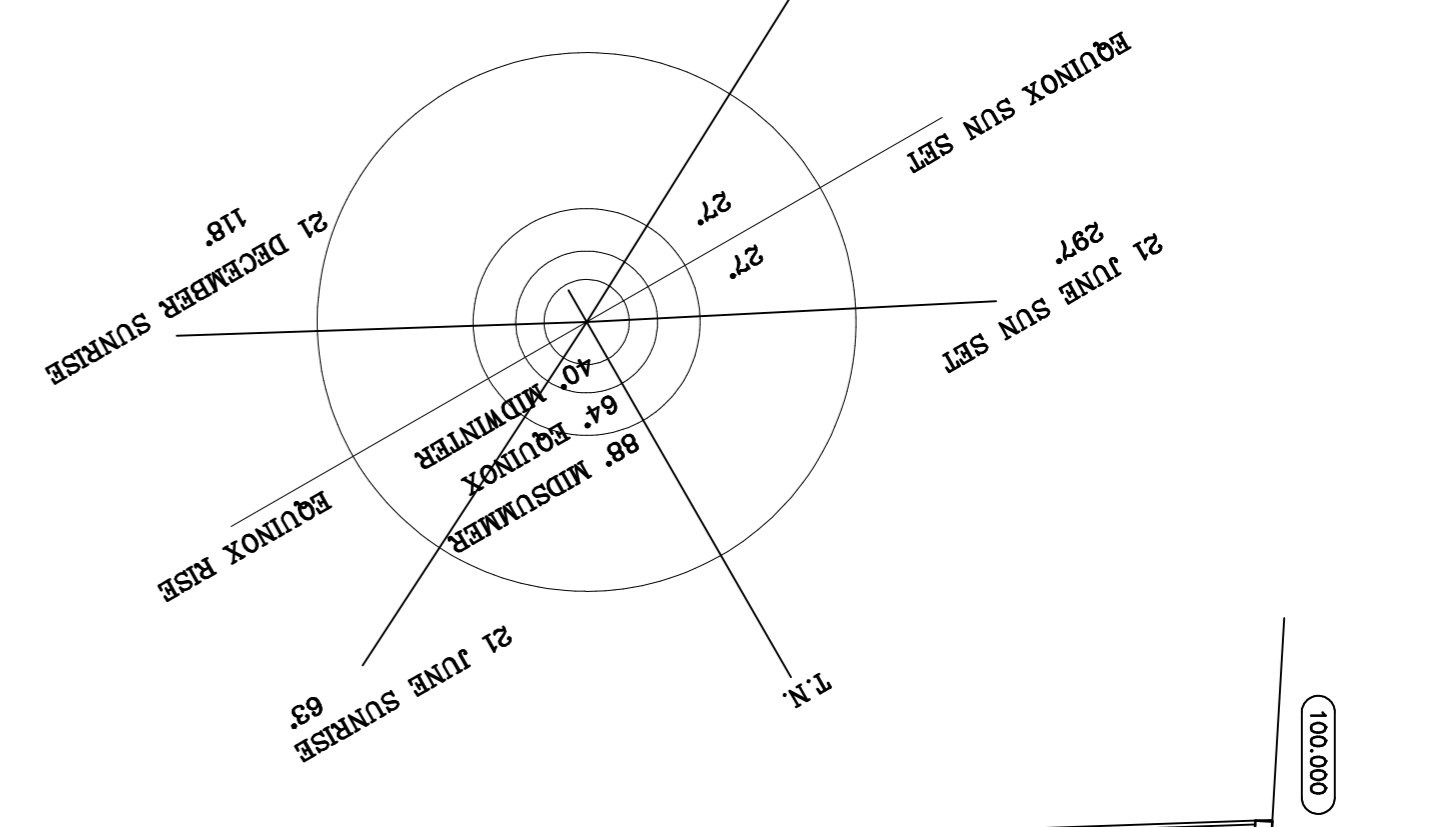 EQUINOX SUN SET
27°
27°
297°
21 JUNE SUN SET
118°
21 DECEMBER SUNRISE
40° MIDWINTER
64° EQUINOX
88° MIDSUMMER
EQUINOX RISE
63°
21 JUNE SUNRISE
T.N.
100.000